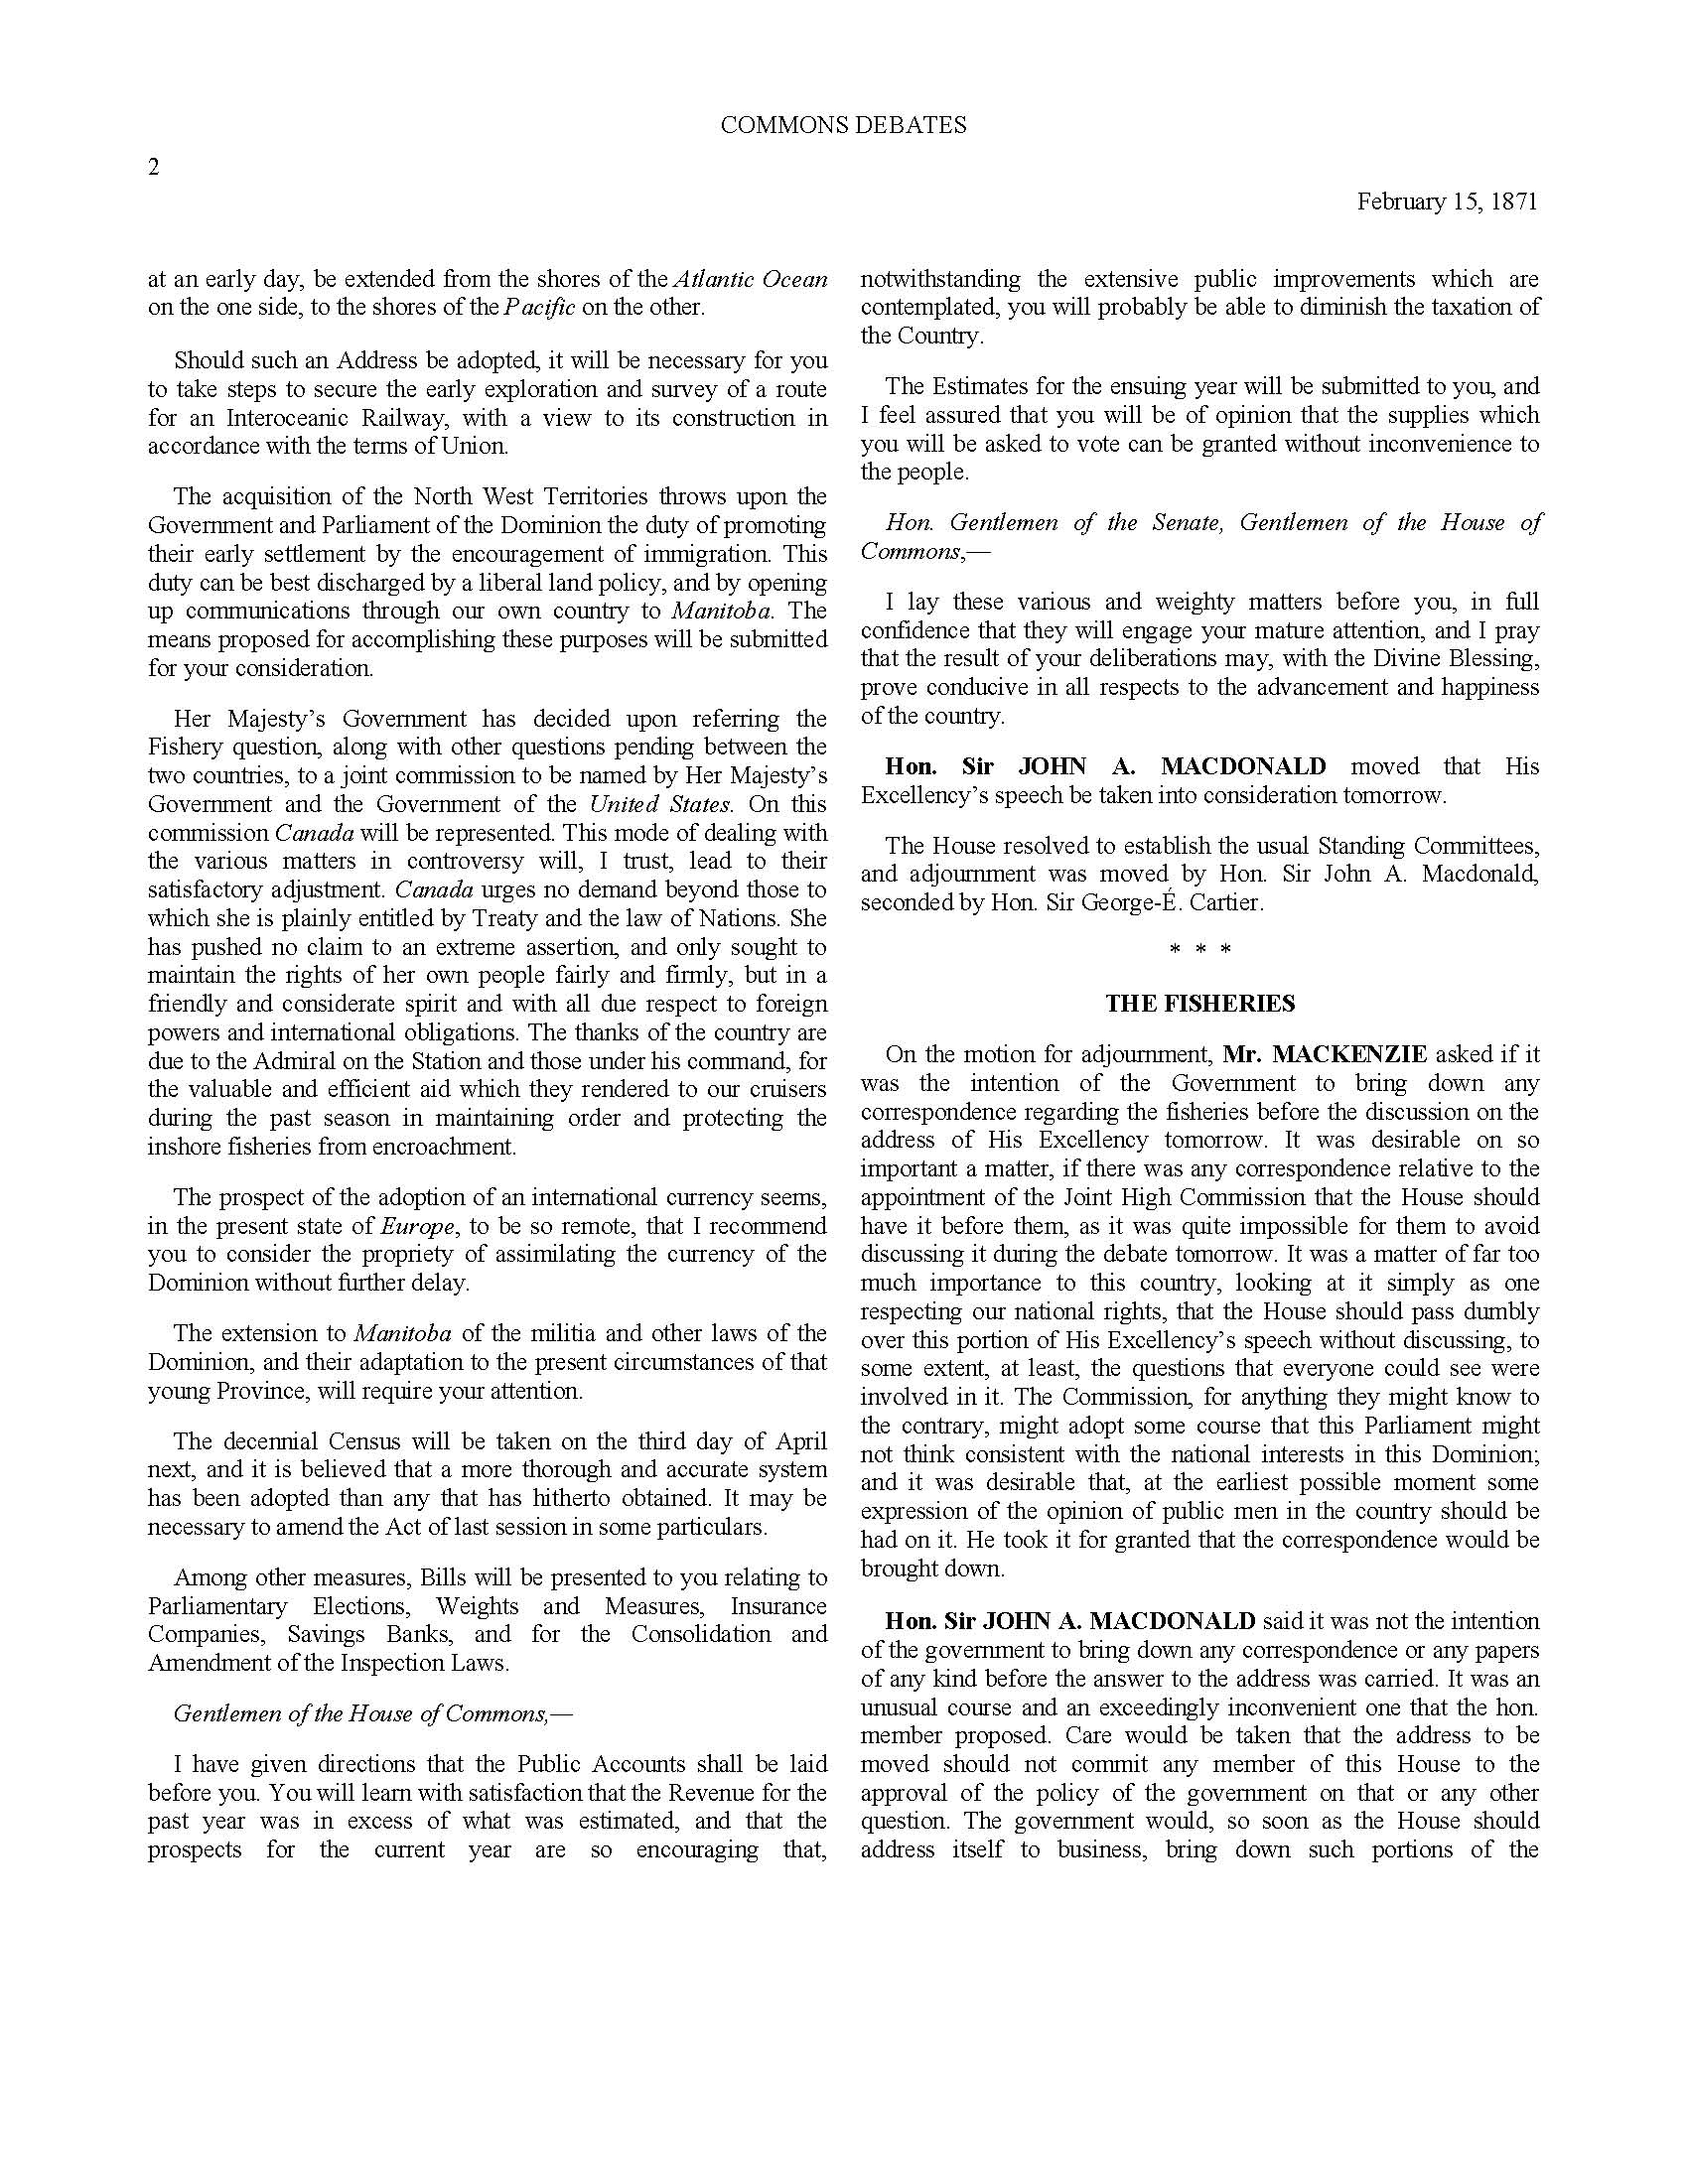 COMMONS DEBATES
2
February 15, 1871
at an early day, be extended from the shores of the Atlantic Ocean
on the one side, to the shores of the Pacific on the other.
Should such an Address be adopted, it will be necessary for you
to take steps to secure the early exploration and survey of a route
for an Interoceanic Railway, with a view to its construction in
accordance with the terms of Union.
The acquisition of the North West Territories throws upon the
Government and Parliament of the Dominion the duty of promoting
their early settlement by the encouragement of immigration. This
duty can be best discharged by a liberal land policy, and by opening
up communications through our own country to Manitoba. The
means proposed for accomplishing these purposes will be submitted
for your consideration.
Her Majesty’s Government has decided upon referring the
Fishery question, along with other questions pending between the
two countries, to a joint commission to be named by Her Majesty’s
Government and the Government of the United States. On this
commission Canada will be represented. This mode of dealing with
the various matters in controversy will, I trust, lead to their
satisfactory adjustment. Canada urges no demand beyond those to
which she is plainly entitled by Treaty and the law of Nations. She
has pushed no claim to an extreme assertion, and only sought to
maintain the rights of her own people fairly and firmly, but in a
friendly and considerate spirit and with all due respect to foreign
powers and international obligations. The thanks of the country are
due to the Admiral on the Station and those under his command, for
the valuable and efficient aid which they rendered to our cruisers
during the past season in maintaining order and protecting the
inshore fisheries from encroachment.
The prospect of the adoption of an international currency seems,
in the present state of Europe, to be so remote, that I recommend
you to consider the propriety of assimilating the currency of the
Dominion without further delay.
The extension to Manitoba of the militia and other laws of the
Dominion, and their adaptation to the present circumstances of that
young Province, will require your attention.
The decennial Census will be taken on the third day of April
next, and it is believed that a more thorough and accurate system
has been adopted than any that has hitherto obtained. It may be
necessary to amend the Act of last session in some particulars.
Among other measures, Bills will be presented to you relating to
Parliamentary Elections, Weights and Measures, Insurance
Companies, Savings Banks, and for the Consolidation and
Amendment of the Inspection Laws.
Gentlemen of the House of Commons,—
I have given directions that the Public Accounts shall be laid
before you. You will learn with satisfaction that the Revenue for the
past year was in excess of what was estimated, and that the
prospects for the current year are so encouraging that,
notwithstanding the extensive public improvements which are
contemplated, you will probably be able to diminish the taxation of
the Country.
The Estimates for the ensuing year will be submitted to you, and
I feel assured that you will be of opinion that the supplies which
you will be asked to vote can be granted without inconvenience to
the people.
Hon. Gentlemen of the Senate, Gentlemen of the House of
Commons,—
I lay these various and weighty matters before you, in full
confidence that they will engage your mature attention, and I pray
that the result of your deliberations may, with the Divine Blessing,
prove conducive in all respects to the advancement and happiness
of the country.
Hon. Sir JOHN A. MACDONALD moved that His
Excellency’s speech be taken into consideration tomorrow.
The House resolved to establish the usual Standing Committees,
and adjournment was moved by Hon. Sir John A. Macdonald,
seconded by Hon. Sir George-É. Cartier.
* * *
THE FISHERIES
On the motion for adjournment, Mr. MACKENZIE asked if it
was the intention of the Government to bring down any
correspondence regarding the fisheries before the discussion on the
address of His Excellency tomorrow. It was desirable on so
important a matter, if there was any correspondence relative to the
appointment of the Joint High Commission that the House should
have it before them, as it was quite impossible for them to avoid
discussing it during the debate tomorrow. It was a matter of far too
much importance to this country, looking at it simply as one
respecting our national rights, that the House should pass dumbly
over this portion of His Excellency’s speech without discussing, to
some extent, at least, the questions that everyone could see were
involved in it. The Commission, for anything they might know to
the contrary, might adopt some course that this Parliament might
not think consistent with the national interests in this Dominion;
and it was desirable that, at the earliest possible moment some
expression of the opinion of public men in the country should be
had on it. He took it for granted that the correspondence would be
brought down.
Hon. Sir JOHN A. MACDONALD said it was not the intention
of the government to bring down any correspondence or any papers
of any kind before the answer to the address was carried. It was an
unusual course and an exceedingly inconvenient one that the hon.
member proposed. Care would be taken that the address to be
moved should not commit any member of this House to the
approval of the policy of the government on that or any other
question. The government would, so soon as the House should
address itself to business, bring down such portions of the